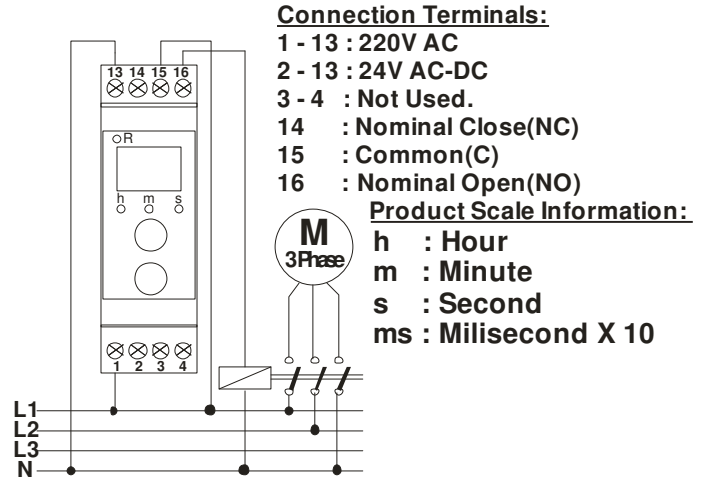 Connection Terminals:
1 - 13 : 220V AC
2 - 13 : 24V AC-DC
3 - 4 : Not Used.
14 : Nominal Close(NC)
15 : Common(C)
16 : Nominal Open(NO)
Product Scale Information:
h : Hour
m : Minute
s : Second
ms : Milisecond X 10
13 14 15 16
R
h m s
M
3 Phase
1 2 3 4
L1
L2
L3
N